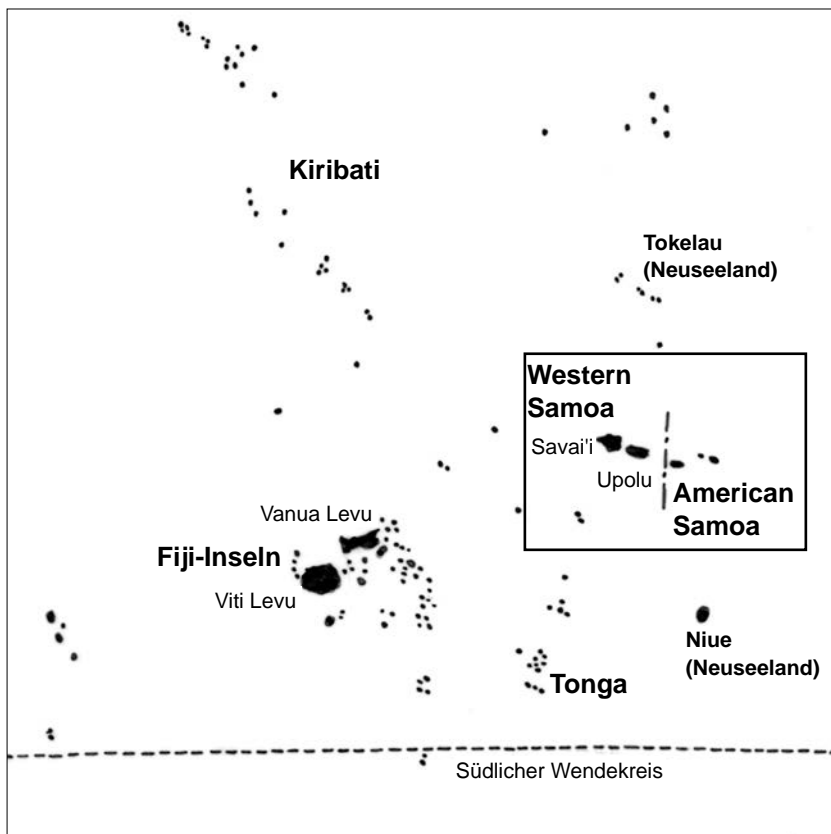 Kiribati
Tokelau
(Neuseeland)
Western
Samoa
Savai'i
Upolu
American
Samoa
Vanua Levu
Fiji-Inseln
Viti Levu
Niue
(Neuseeland)
Tonga
Südlicher Wendekreis